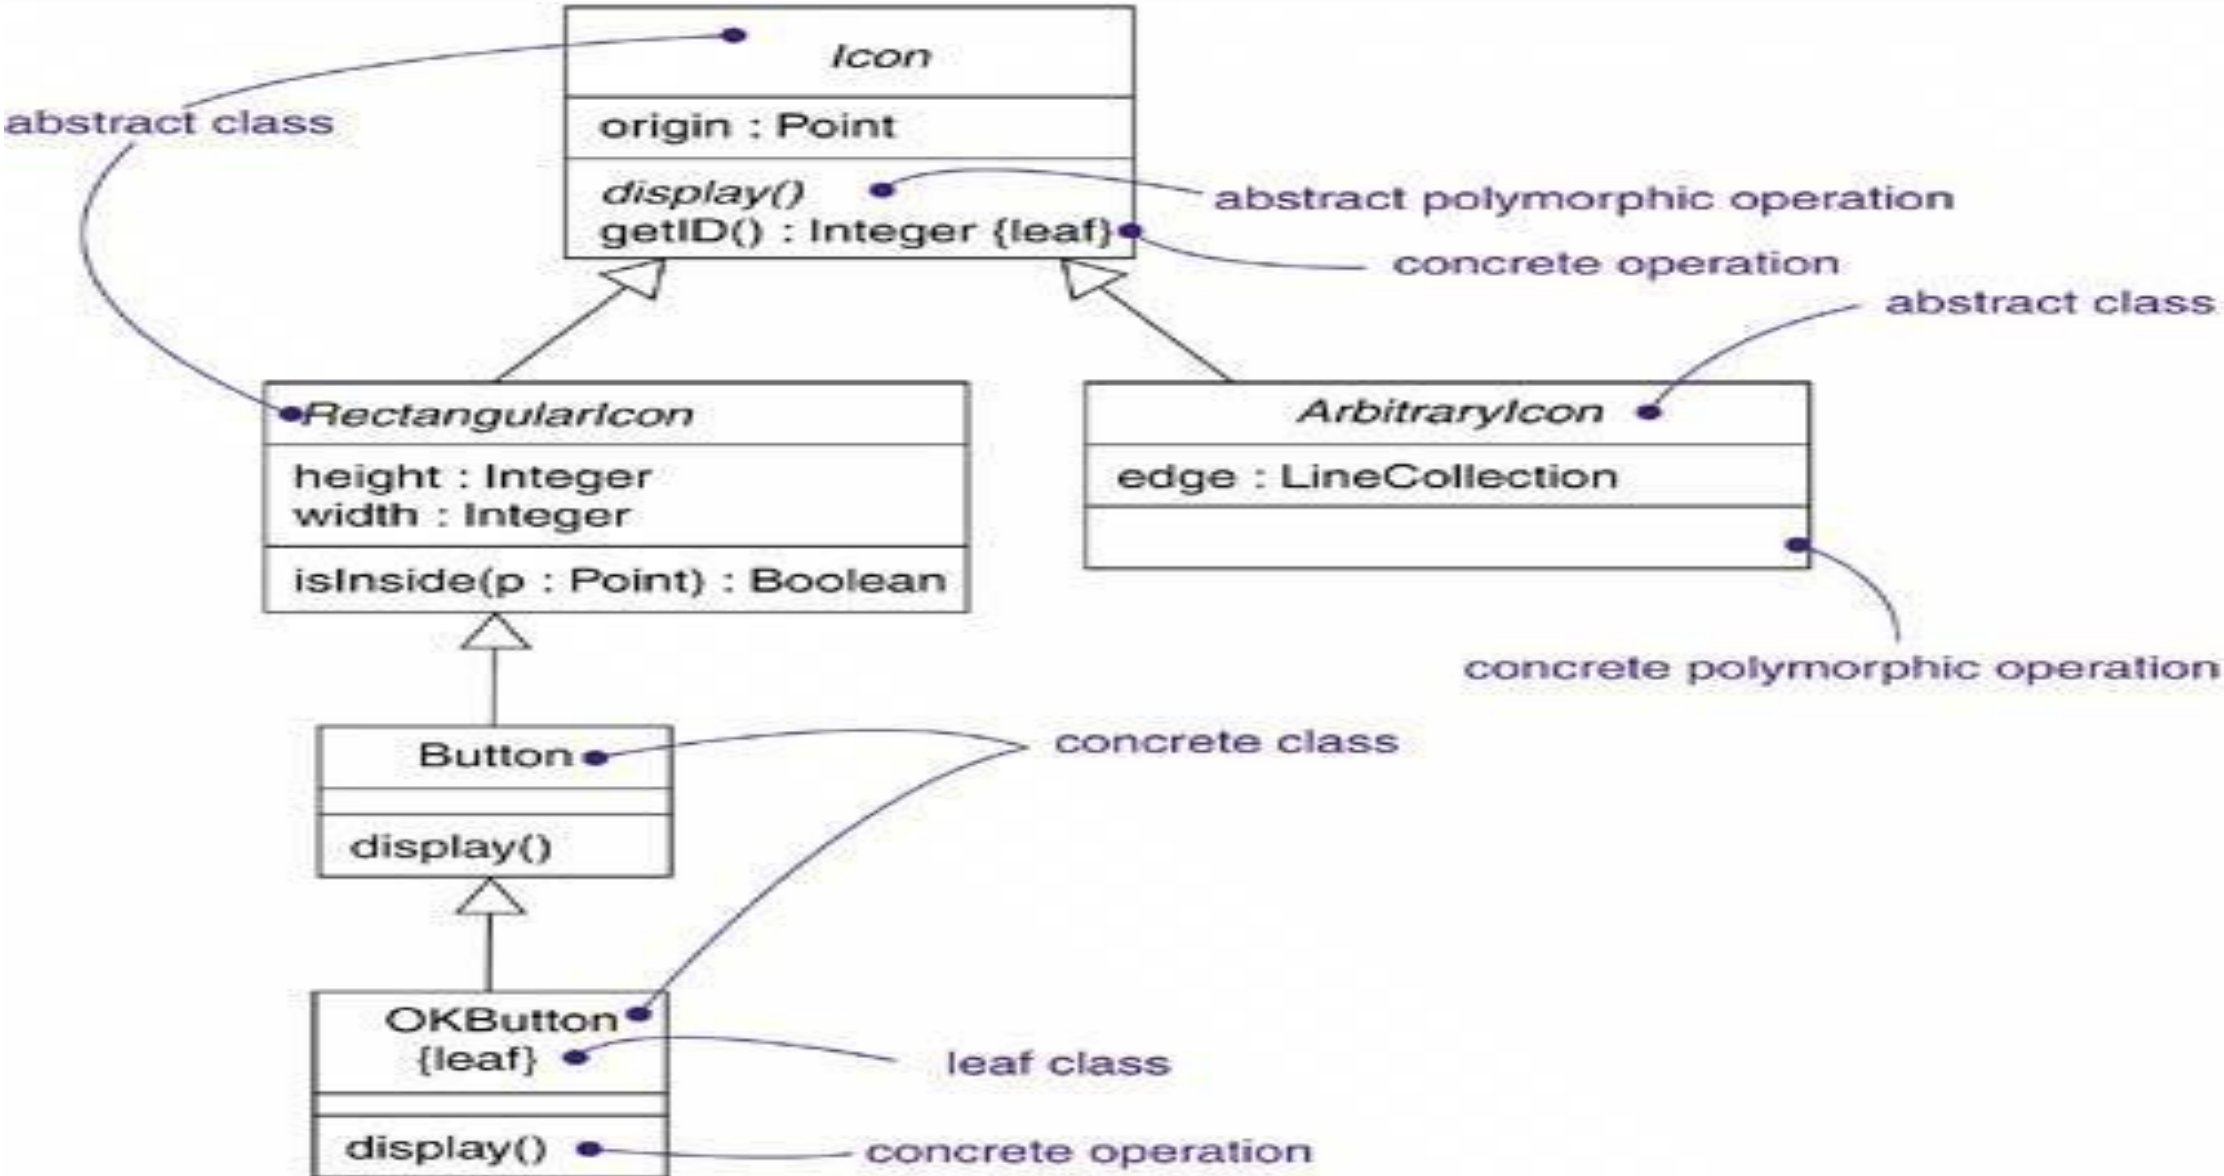 Icon
abstract class
origin : Point
display()
abstract polymorphic operation
getID() : Integer {leaf}
concrete operation
abstract class
RectangularIcon
ArbitraryIcon
height : Integer
width : Integer
edge : LineCollection
isInside(p : Point) : Boolean
concrete polymorphic operation
Button
concrete class
display()
OKButton
{leaf}
leaf class
display()
concrete operation